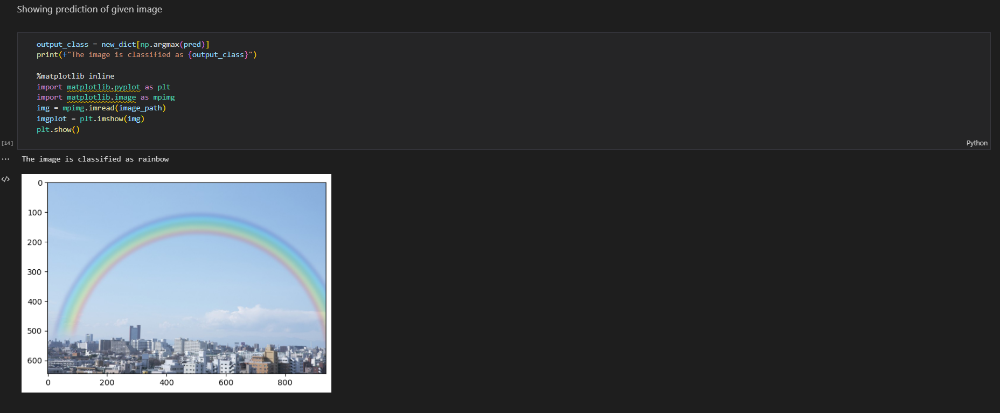 Showing prediction of given image
output_class = new_dict[np.argmax(pred)]
print(f"The image is classified as {output_class}")
%matplotlib inline
import matplotlib.pyplot as plt
import matplotlib.image as mpimg
img = mpimg.imread(image_path)
imgplot = plt.imshow(img)
plt.show()
[14]
Python
The image is classified as rainbow
0
100
200
300
400
500
600
0 200 400 600 800